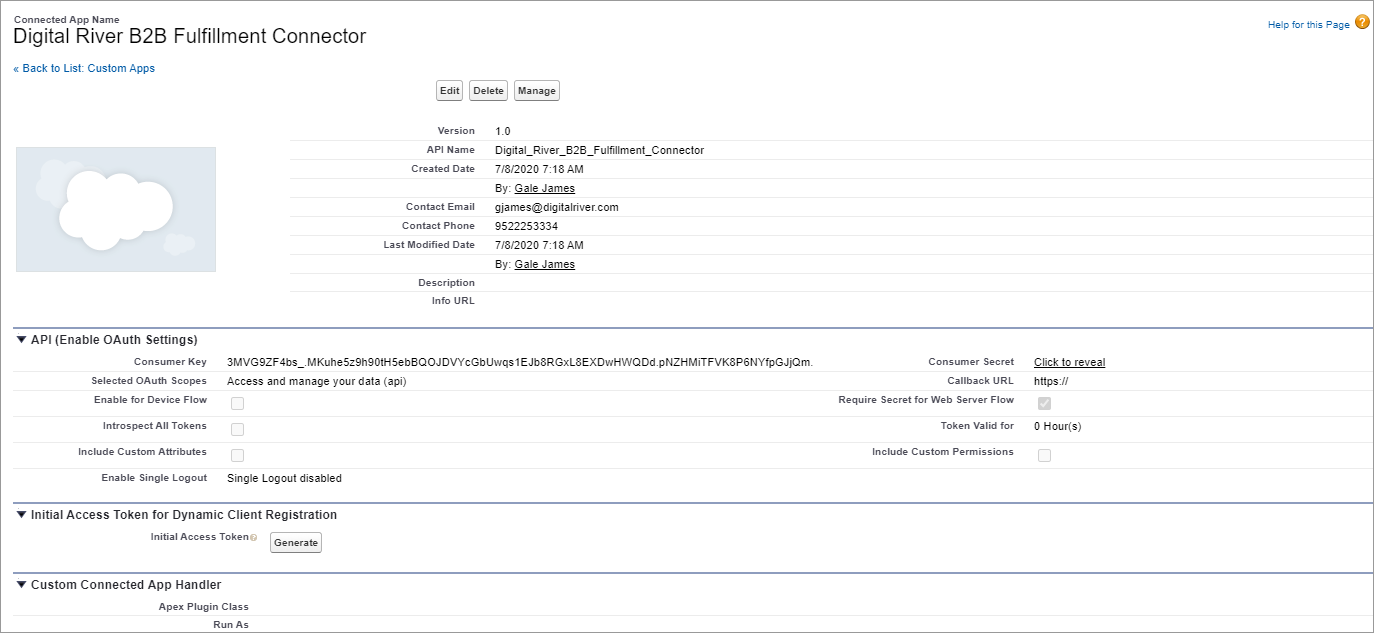 Connected App Name
Digital River B2B Fulfillment Connector
Help for this Page ?
« Back to List: Custom Apps
Edit Delete Manage
Version 1.0
API Name Digital_River_B2B_Fulfillment_Connector
Created Date 7/8/2020 7:18 AM
By: Gale James
Contact Email gjames@digitalriver.com
Contact Phone 9522253334
Last Modified Date 7/8/2020 7:18 AM
By: Gale James
Description
Info URL
API (Enable OAuth Settings)
Consumer Key 3MVG9ZF4bs_.MKuhe5z9h90tH5ebBQOJDVYcGbUwqs1EJb8RGxL8EXDwHWQDd.pNZHMiTFVK8P6NYfpGJjQm. Consumer Secret Click to reveal
Selected OAuth Scopes Access and manage your data (api) Callback URL https://
Enable for Device Flow Require Secret for Web Server Flow
Introspect All Tokens Token Valid for 0 Hour(s)
Include Custom Attributes Include Custom Permissions
Enable Single Logout Single Logout disabled
Initial Access Token for Dynamic Client Registration
Initial Access Token Generate
Custom Connected App Handler
Apex Plugin Class
Run As